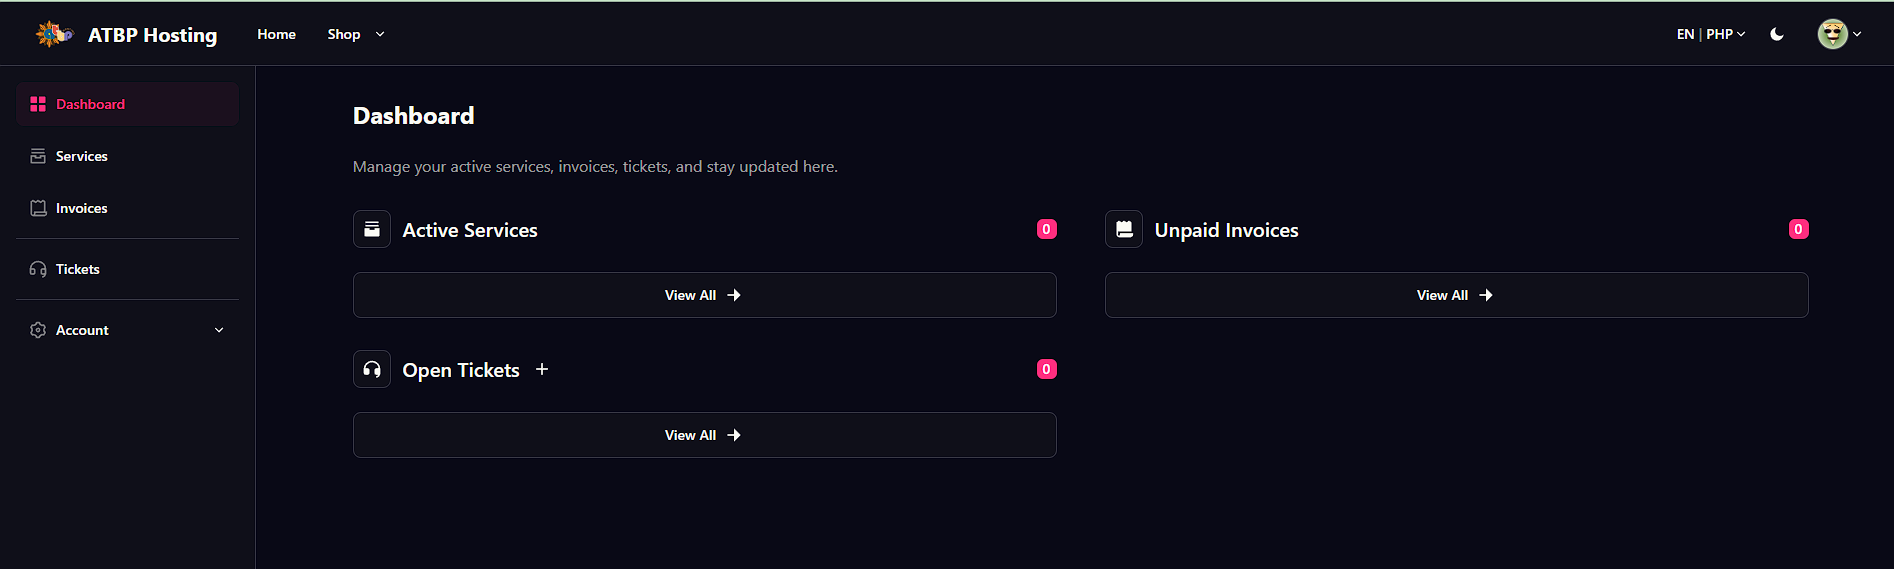 ATBP Hosting
Home
Shop
EN | PHP
Dashboard
Services
Invoices
Tickets
Account
Dashboard
Manage your active services, invoices, tickets, and stay updated here.
Active Services
0
View All
Unpaid Invoices
0
View All
Open Tickets
0
View All